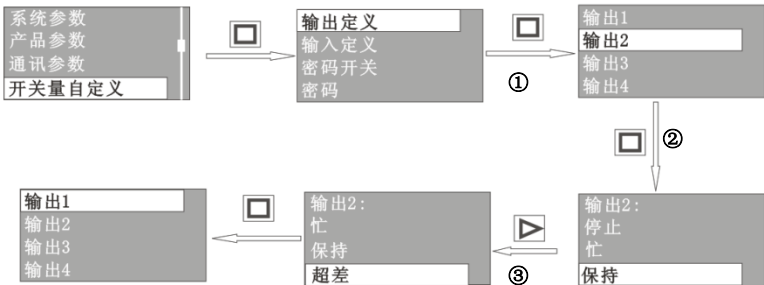 系统参数
产品参数
通讯参数
开关量自定义
输出定义
输入定义
密码开关
密码
①
输出1
输出2
输出3
输出4
②
输出1
输出2
输出3
输出4
输出2:
忙
保持
超差
③
输出2:
停止
忙
保持